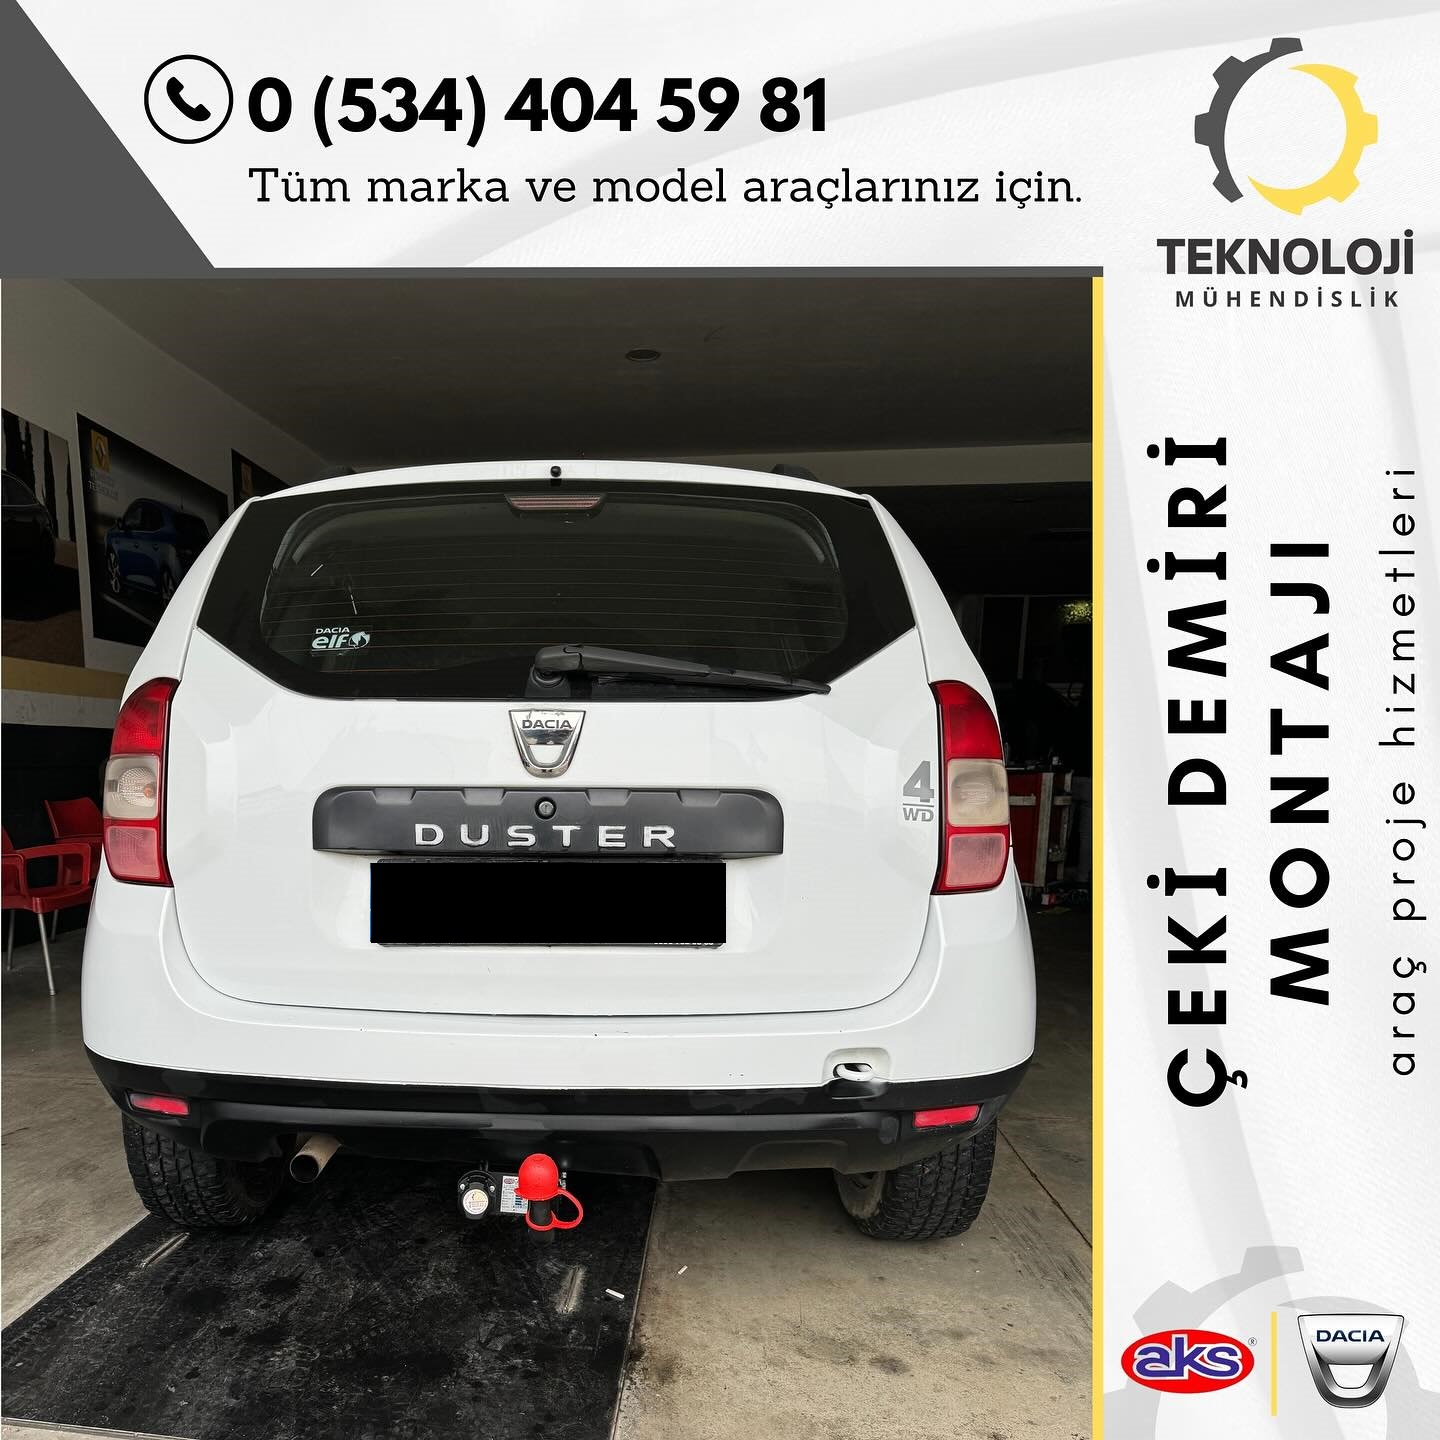 0 (534) 404 59 81
Tüm marka ve model araçlarınız için.
TEKNOLOJİ
MÜHENDİSLİK
ÇEKİ DEMİRİ
MONTAJI
araç proje hizmetleri
DACIA
elf
DACIA
DUSTER
4
WD
aks®
DACIA